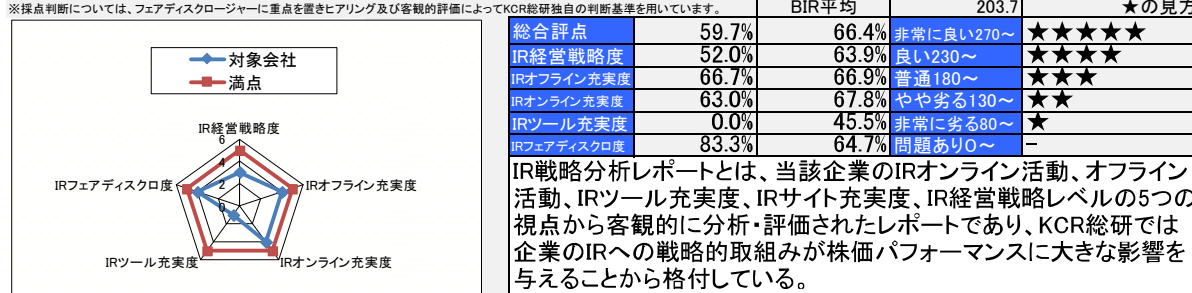 ※採点判断については、フェアディスクロージャーに重点を置きヒアリング及び客観的評価によってKCR総研独自の判断基準を用いています。
BIR平均 203.7 ★の見方
総合評点 59.7% 66.4% 非常に良い270～ ★★★★★
IR経営戦略度 52.0% 63.9% 良い230～ ★★★★
IRオフライン充実度 66.7% 66.9% 普通180～ ★★★
IRオンライン充実度 63.0% 67.8% やや劣る130～ ★★
IRツール充実度 0.0% 45.5% 非常に劣る80～ ★
IRフェアディスクロ度 83.3% 64.7% 問題あり0～ －
対象会社
満点
IR経営戦略度
6
4
2
0
IRフェアディスクロ度
IRオフライン充実度
IRツール充実度
IRオンライン充実度
IR戦略分析レポートとは、当該企業のIRオンライン活動、オフライン
活動、IRツール充実度、IRサイト充実度、IR経営戦略レベルの5つの
視点から客観的に分析・評価されたレポートであり、KCR総研では
企業のIRへの戦略的取組みが株価パフォーマンスに大きな影響を
与えることから格付している。